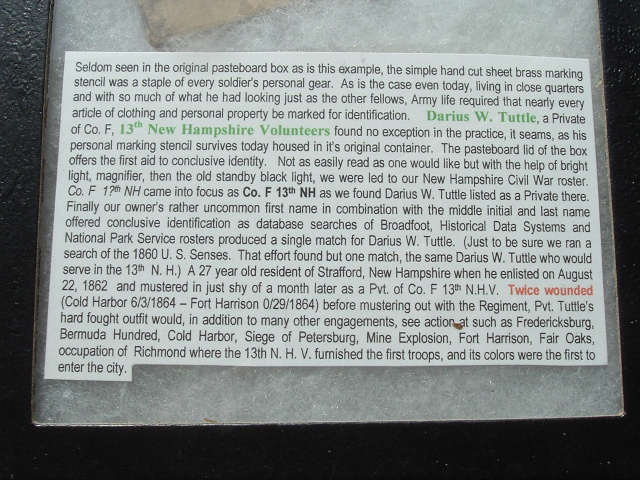 Seldom seen in the original pasteboard box as is this example, the simple hand cut sheet brass marking
stencil was a staple of every soldier's personal gear. As is the case even today, living in close quarters
and with so much of what he had looking just as the other fellows, Army life required that nearly every
article of clothing and personal property be marked for identification. Darius W. Tuttle, a Private
of Co. F, 13th New Hampshire Volunteers found no exception in the practice, it seems, as his
personal marking stencil survives today housed in it's original container. The pasteboard lid of the box
offers the first aid to conclusive identity. Not as easily read as one would like but with the help of bright
light, magnifier, then the old standby black light, we were led to our New Hampshire Civil War roster.
Co. F 1?th NH came into focus as Co. F 13th NH as we found Darius W. Tuttle listed as a Private there.
Finally our owner's rather uncommon first name in combination with the middle initial and last name
offered conclusive identification as database searches of Broadfoot, Historical Data Systems and
National Park Service rosters produced a single match for Darius W. Tuttle. (Just to be sure we ran a
search of the 1860 U. S. Senses. That effort found but one match, the same Darius W. Tuttle who would
serve in the 13th N. H.) A 27 year old resident of Strafford, New Hampshire when he enlisted on August
22, 1862 and mustered in just shy of a month later as a Pvt. of Co. F 13th N.H.V. Twice wounded
(Cold Harbor 6/3/1864 – Fort Harrison 0/29/1864) before mustering out with the Regiment, Pvt. Tuttle's
hard fought outfit would, in addition to many other engagements, see action at such as Fredericksburg,
Bermuda Hundred, Cold Harbor, Siege of Petersburg, Mine Explosion, Fort Harrison, Fair Oaks,
occupation of Richmond where the 13th N. H. V. furnished the first troops, and its colors were the first to
enter the city.